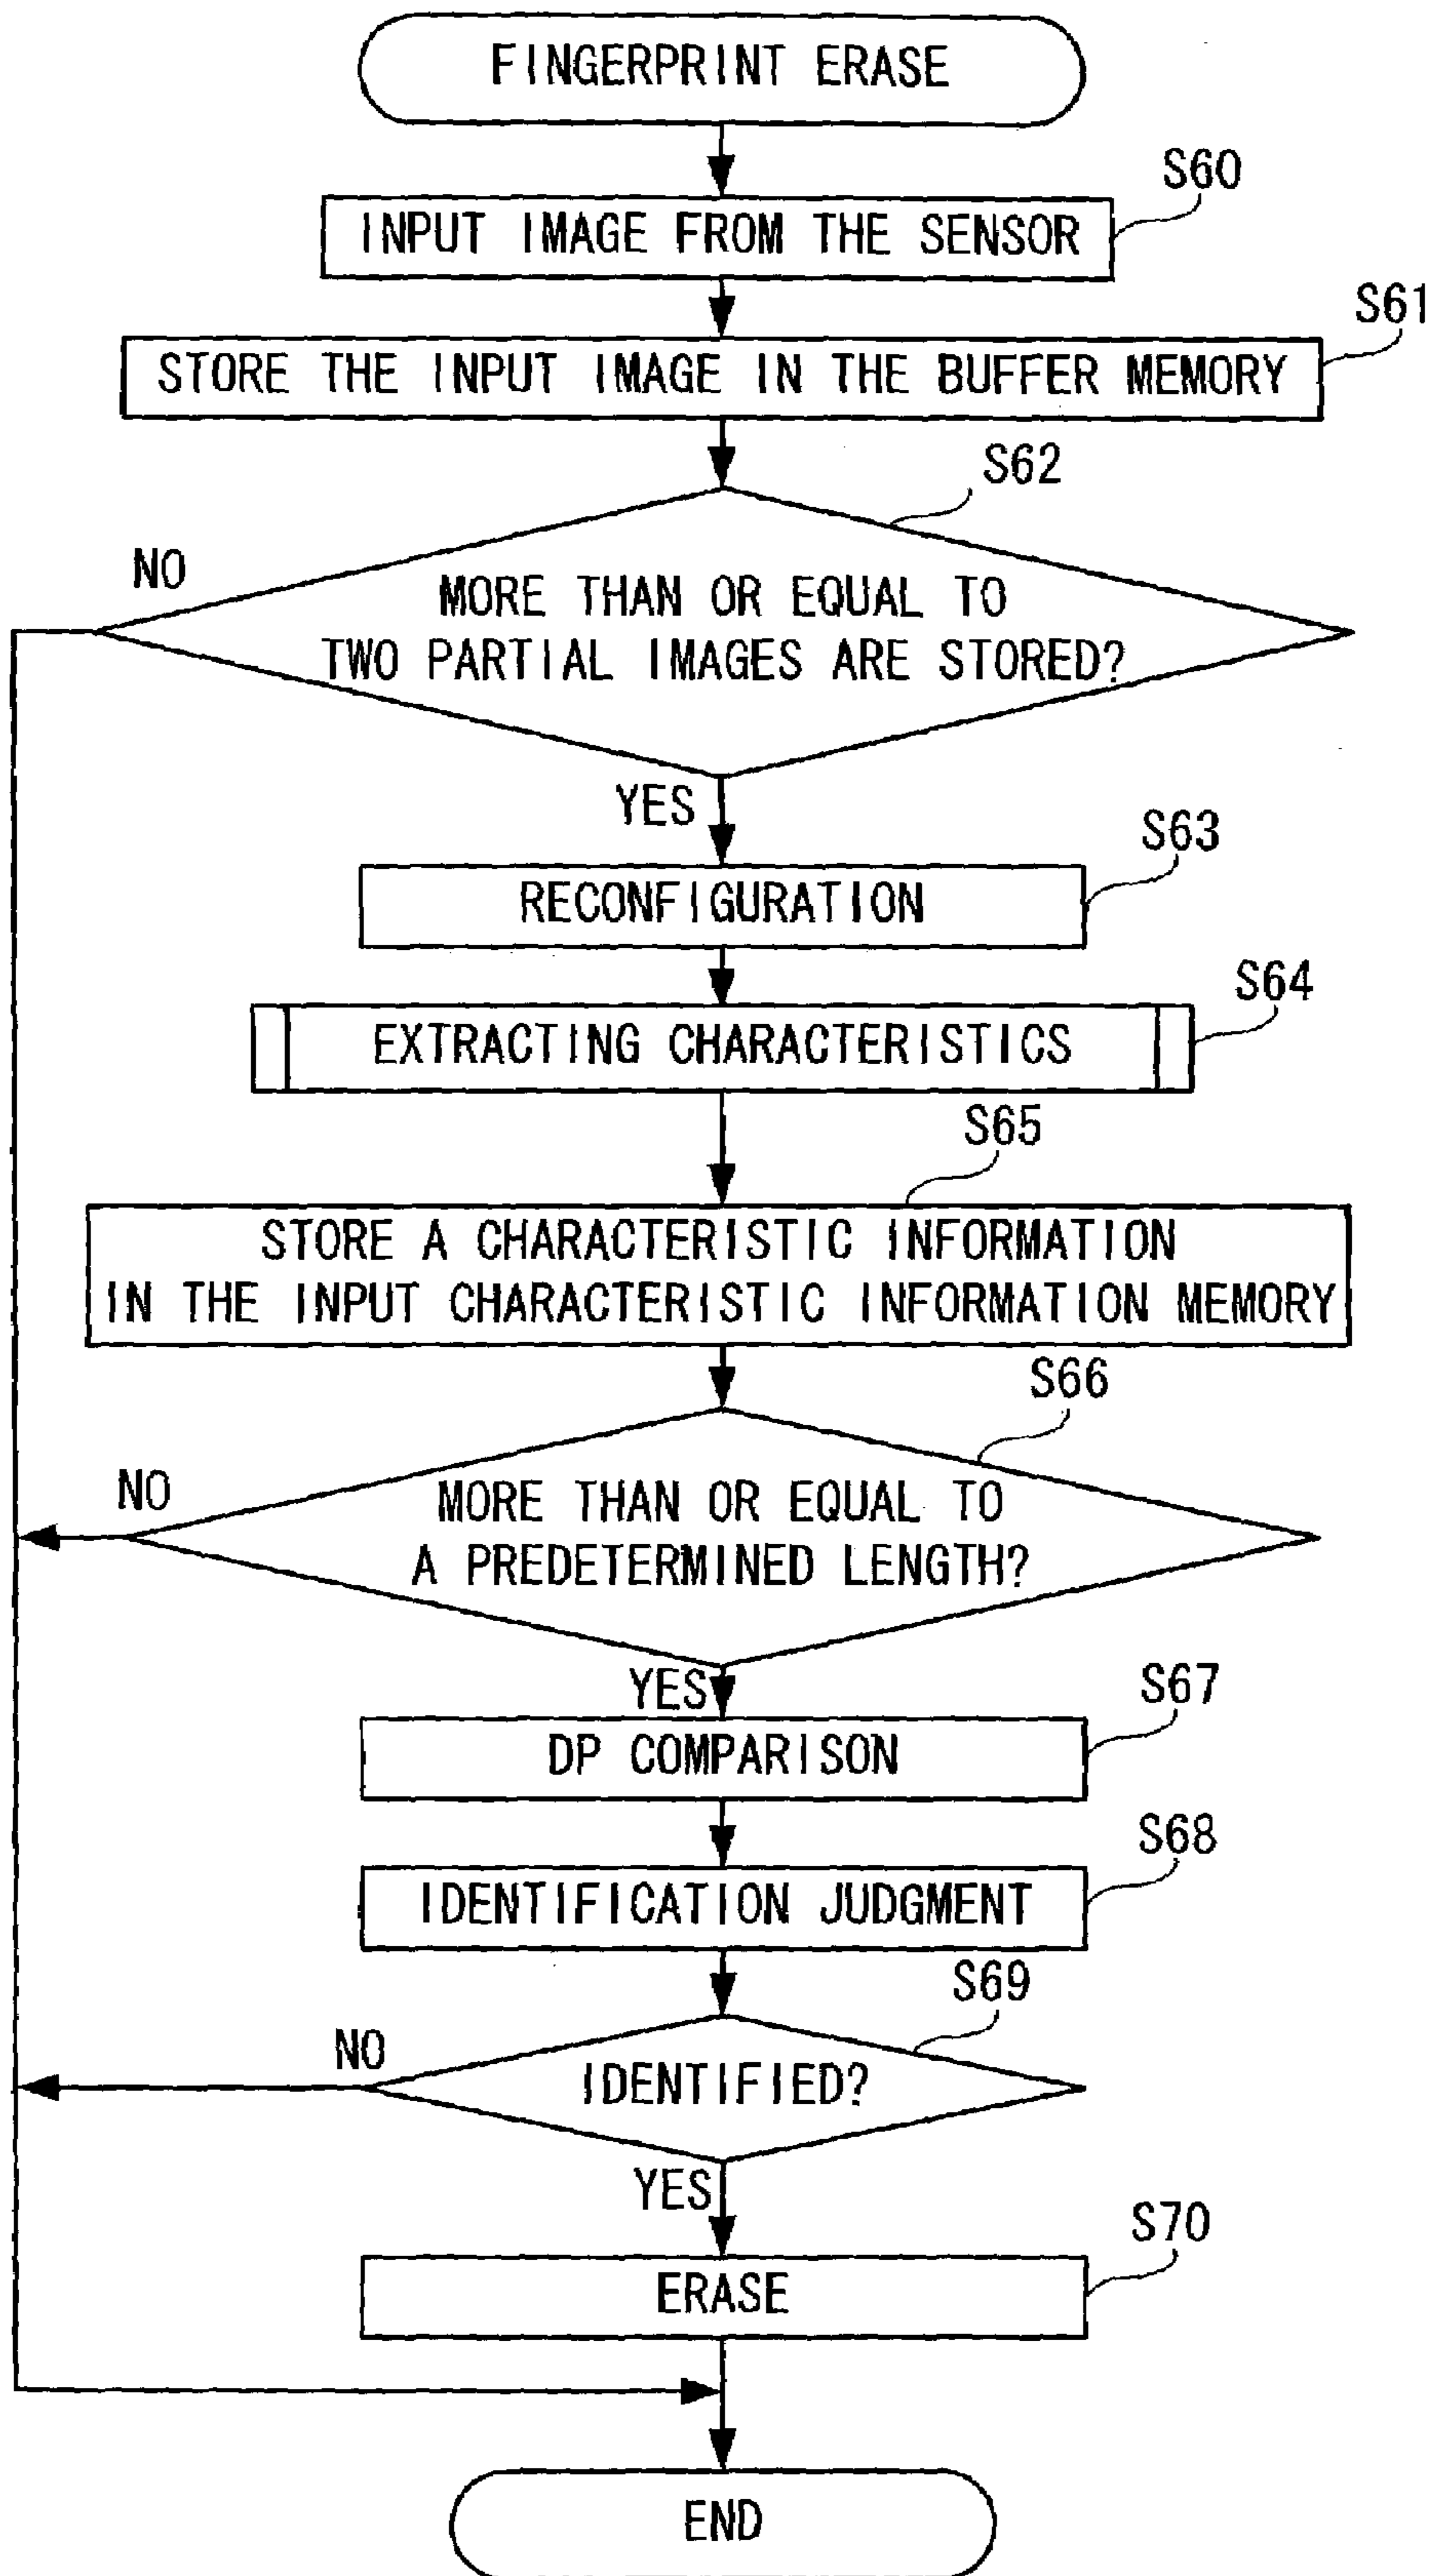 FINGERPRINT ERASE
S60
INPUT IMAGE FROM THE SENSOR
S61
STORE THE INPUT IMAGE IN THE BUFFER MEMORY
S62
NO
MORE THAN OR EQUAL TO
TWO PARTIAL IMAGES ARE STORED?
YES
S63
RECONFIGURATION
S64
EXTRACTING CHARACTERISTICS
S65
STORE A CHARACTERISTIC INFORMATION
IN THE INPUT CHARACTERISTIC INFORMATION MEMORY
S66
NO
MORE THAN OR EQUAL TO
A PREDETERMINED LENGTH?
YES
S67
DP COMPARISON
S68
IDENTIFICATION JUDGMENT
S69
NO
IDENTIFIED?
YES
S70
ERASE
END